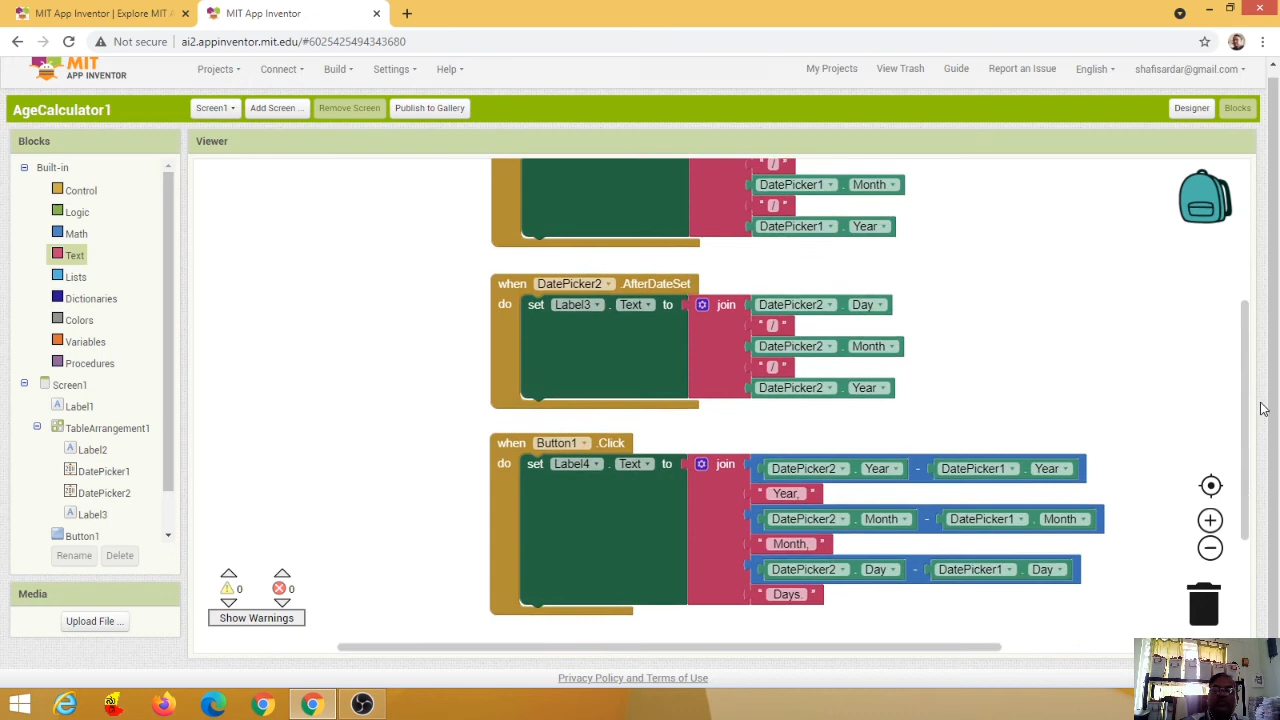 MIT App Inventor | Explore MIT A
MIT App Inventor
Not secure
ai2.appinventor.mit.edu/#6025425494343680
MIT
APP INVENTOR
Projects
Connect
Build
Settings
Help
My Projects
View Trash
Guide
Report an Issue
English
shafisardar@gmail.com
AgeCalculator1
Screen1
Add Screen ...
Remove Screen
Publish to Gallery
Designer
Blocks
Blocks
Viewer
Built-in
Control
Logic
Math
Text
Lists
Dictionaries
Colors
Variables
Procedures
Screen1
Label1
TableArrangement1
Label2
DatePicker1
DatePicker2
Label3
Button1
Rename
Delete
Media
Upload File ...
" / "
DatePicker1 . Month
" / "
DatePicker1 . Year
when DatePicker2 .AfterDateSet
do set Label3 . Text to join DatePicker2 . Day
" / "
DatePicker2 . Month
" / "
DatePicker2 . Year
when Button1 .Click
do set Label4 . Text to join DatePicker2 . Year - DatePicker1 . Year
" Year, "
DatePicker2 . Month - DatePicker1 . Month
" Month, "
DatePicker2 . Day - DatePicker1 . Day
" Days. "
0
0
Show Warnings
Privacy Policy and Terms of Use